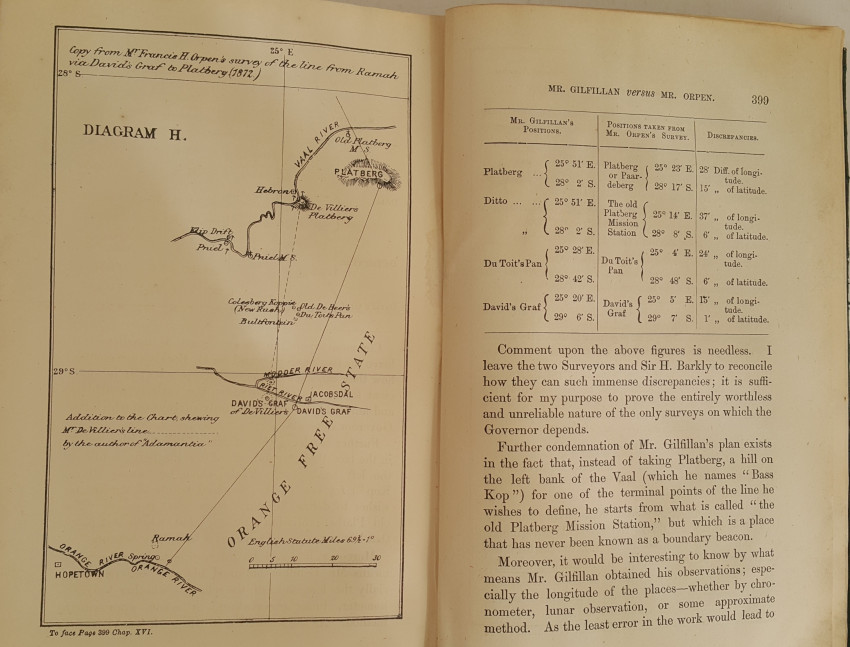 Copy from Mr Francis H. Orpen's survey of the line from Ramah
via David's Graf to Platberg (1872.)
25° E
28° S
DIAGRAM H.
VAAL RIVER
Old Platberg
M S.
PLATBERG
Hebron
De Villiers
Platberg
Klip Drift
Pniel
Pniel M S.
Colesberg Koppie
(New Rush)
Old De Beer's
Du Toits Pan
Bultfontein
29° S
MODDER RIVER
RIET RIVER
JACOBSDAL
DAVIDS GRAF
of De Villiers
DAVID'S GRAF
Addition to the Chart, shewing
Mr De Villiers line
by the author of "Adamantia"
ORANGE FREE STATE
Ramah
English Statute Miles 69½-1°
0 5 10 20 30
ORANGE RIVER
Spring
ORANGE RIVER
HOPETOWN
To face Page 399 Chap. XVI.
MR. GILFILLAN versus MR. ORPEN. 399
MR. GILFILLAN'S
POSITIONS.
POSITIONS TAKEN FROM
MR. ORPEN'S SURVEY.
DISCREPANCIES.
Platberg ... { 25° 51' E. Platberg { 25° 23' E. 28' Diff. of longi-
or Paar- tude.
28° 2' S. deberg 28° 17' S. 15' „ of latitude.
Ditto ... ... { 25° 51' E. The old { 25° 14' E. 37' „ of longi-
Platberg tude.
Mission
„ 28° 2' S. Station 28° 8' S. 6' „ of latitude.
Du Toit's Pan { 25° 28' E. Du Toit's { 25° 4' E. 24' „ of longi-
Pan tude.
28° 42' S. 28° 48' S. 6' „ of latitude.
David's Graf { 25° 20' E. David's { 25° 5' E. 15' „ of longi-
Graf tude.
29° 6' S. 29° 7' S. 1' „ of latitude.
Comment upon the above figures is needless. I
leave the two Surveyors and Sir H. Barkly to reconcile
how they can such immense discrepancies; it is suffi-
cient for my purpose to prove the entirely worthless
and unreliable nature of the only surveys on which the
Governor depends.
Further condemnation of Mr. Gilfillan's plan exists
in the fact that, instead of taking Platberg, a hill on
the left bank of the Vaal (which he names "Bass
Kop") for one of the terminal points of the line he
wishes to define, he starts from what is called "the
old Platberg Mission Station," but which is a place
that has never been known as a boundary beacon.
Moreover, it would be interesting to know by what
means Mr. Gilfillan obtained his observations; espe-
cially the longitude of the places—whether by chro-
nometer, lunar observation, or some approximate
method. As the least error in the work would lead to